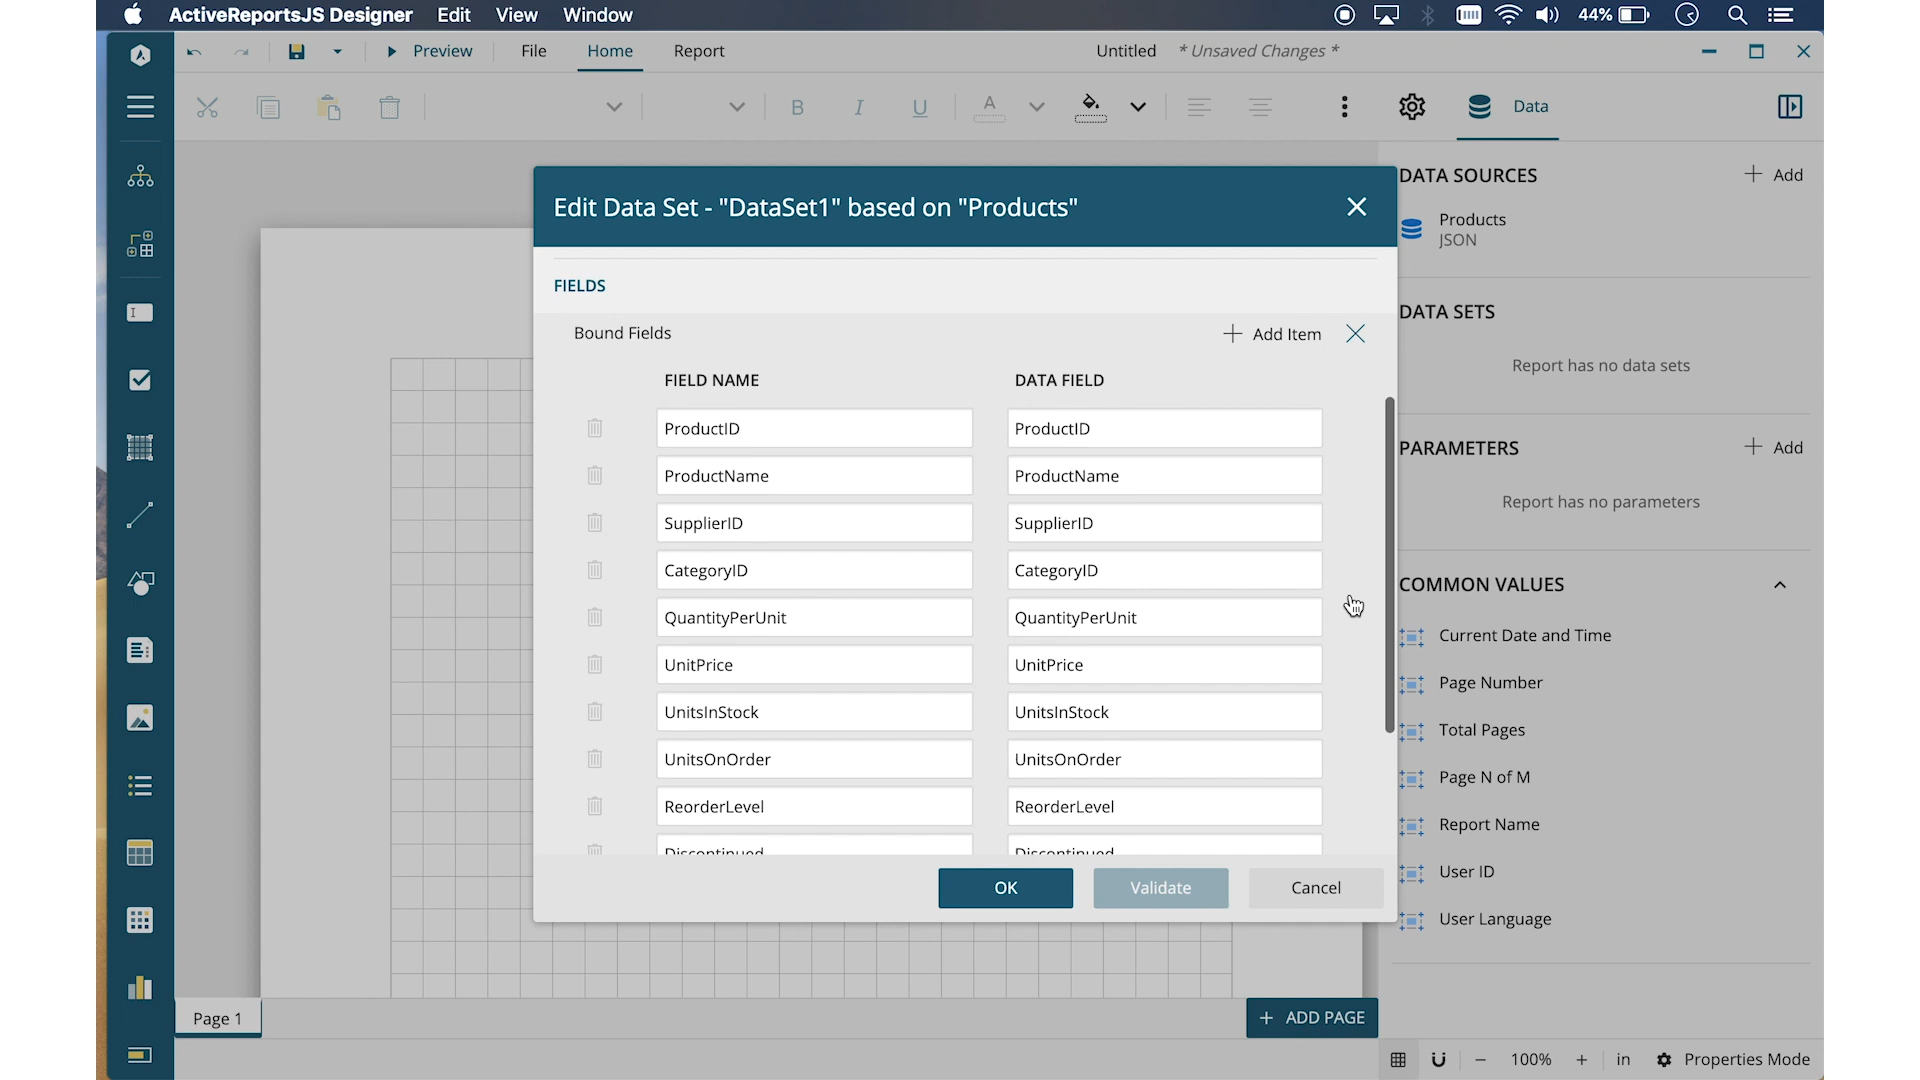 ActiveReportsJS Designer Edit View Window 44%
Preview File Home Report Untitled * Unsaved Changes *
B I U A Data
Edit Data Set - "DataSet1" based on "Products"
FIELDS
Bound Fields + Add Item
FIELD NAME DATA FIELD
ProductID ProductID
ProductName ProductName
SupplierID SupplierID
CategoryID CategoryID
QuantityPerUnit QuantityPerUnit
UnitPrice UnitPrice
UnitsInStock UnitsInStock
UnitsOnOrder UnitsOnOrder
ReorderLevel ReorderLevel
Discontinued Discontinued
OK Validate Cancel
DATA SOURCES + Add
Products
JSON
DATA SETS
Report has no data sets
PARAMETERS + Add
Report has no parameters
COMMON VALUES
Current Date and Time
Page Number
Total Pages
Page N of M
Report Name
User ID
User Language
Page 1 + ADD PAGE
− 100% + in Properties Mode